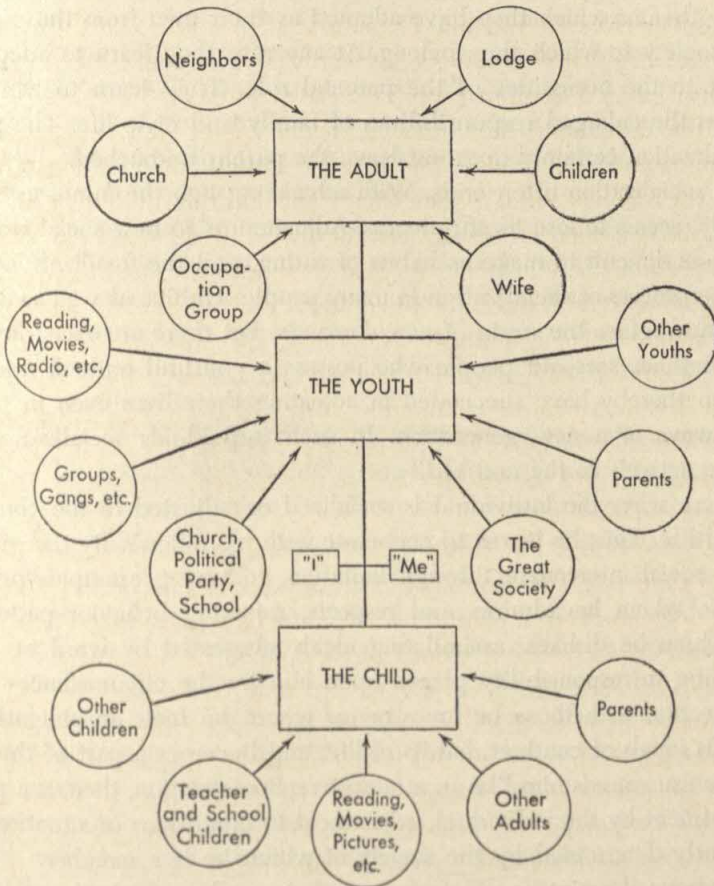 Neighbors
Lodge
Church
THE ADULT
Children
Occupa-
tion
Group
Wife
Reading,
Movies,
Radio, etc.
THE YOUTH
Other
Youths
Groups,
Gangs, etc.
Parents
Church,
Political
Party,
School
"I"
"Me"
The
Great
Society
Other
Children
THE CHILD
Parents
Teacher
and School
Children
Reading,
Movies,
Pictures,
etc.
Other
Adults